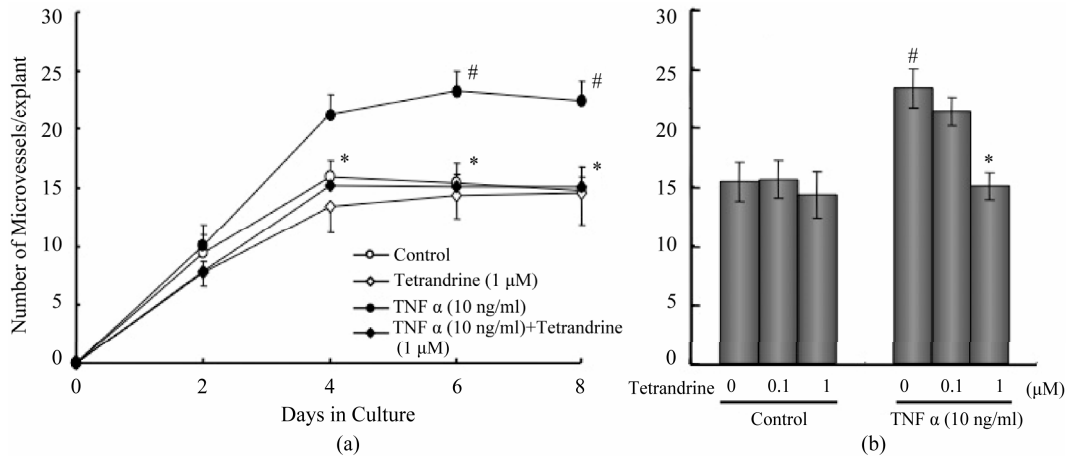 30
25
20
15
10
5
0
Number of Microvessels/explant
#
#
*
*
*
Control
Tetrandrine (1 μM)
TNF α (10 ng/ml)
TNF α (10 ng/ml)+Tetrandrine
(1 μM)
0 2 4 6 8
Days in Culture
(a)
30
25
20
15
10
5
0
#
*
Tetrandrine 0 0.1 1 0 0.1 1 (μM)
Control TNF α (10 ng/ml)
(b)